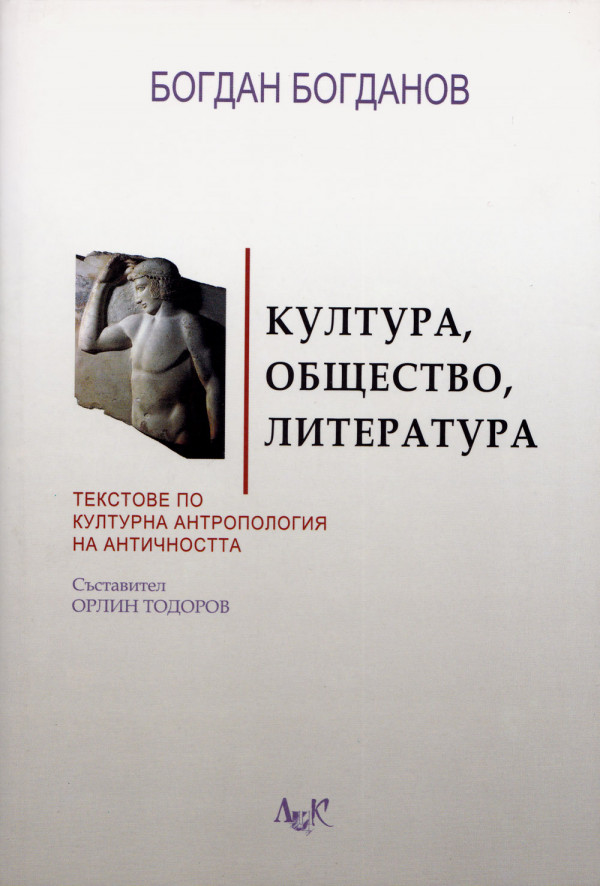 БОГДАН БОГДАНОВ
КУЛТУРА,
ОБЩЕСТВО,
ЛИТЕРАТУРА
ТЕКСТОВЕ ПО
КУЛТУРНА АНТРОПОЛОГИЯ
НА АНТИЧНОСТТА
Съставител
ОРЛИН ТОДОРОВ
ЛИК